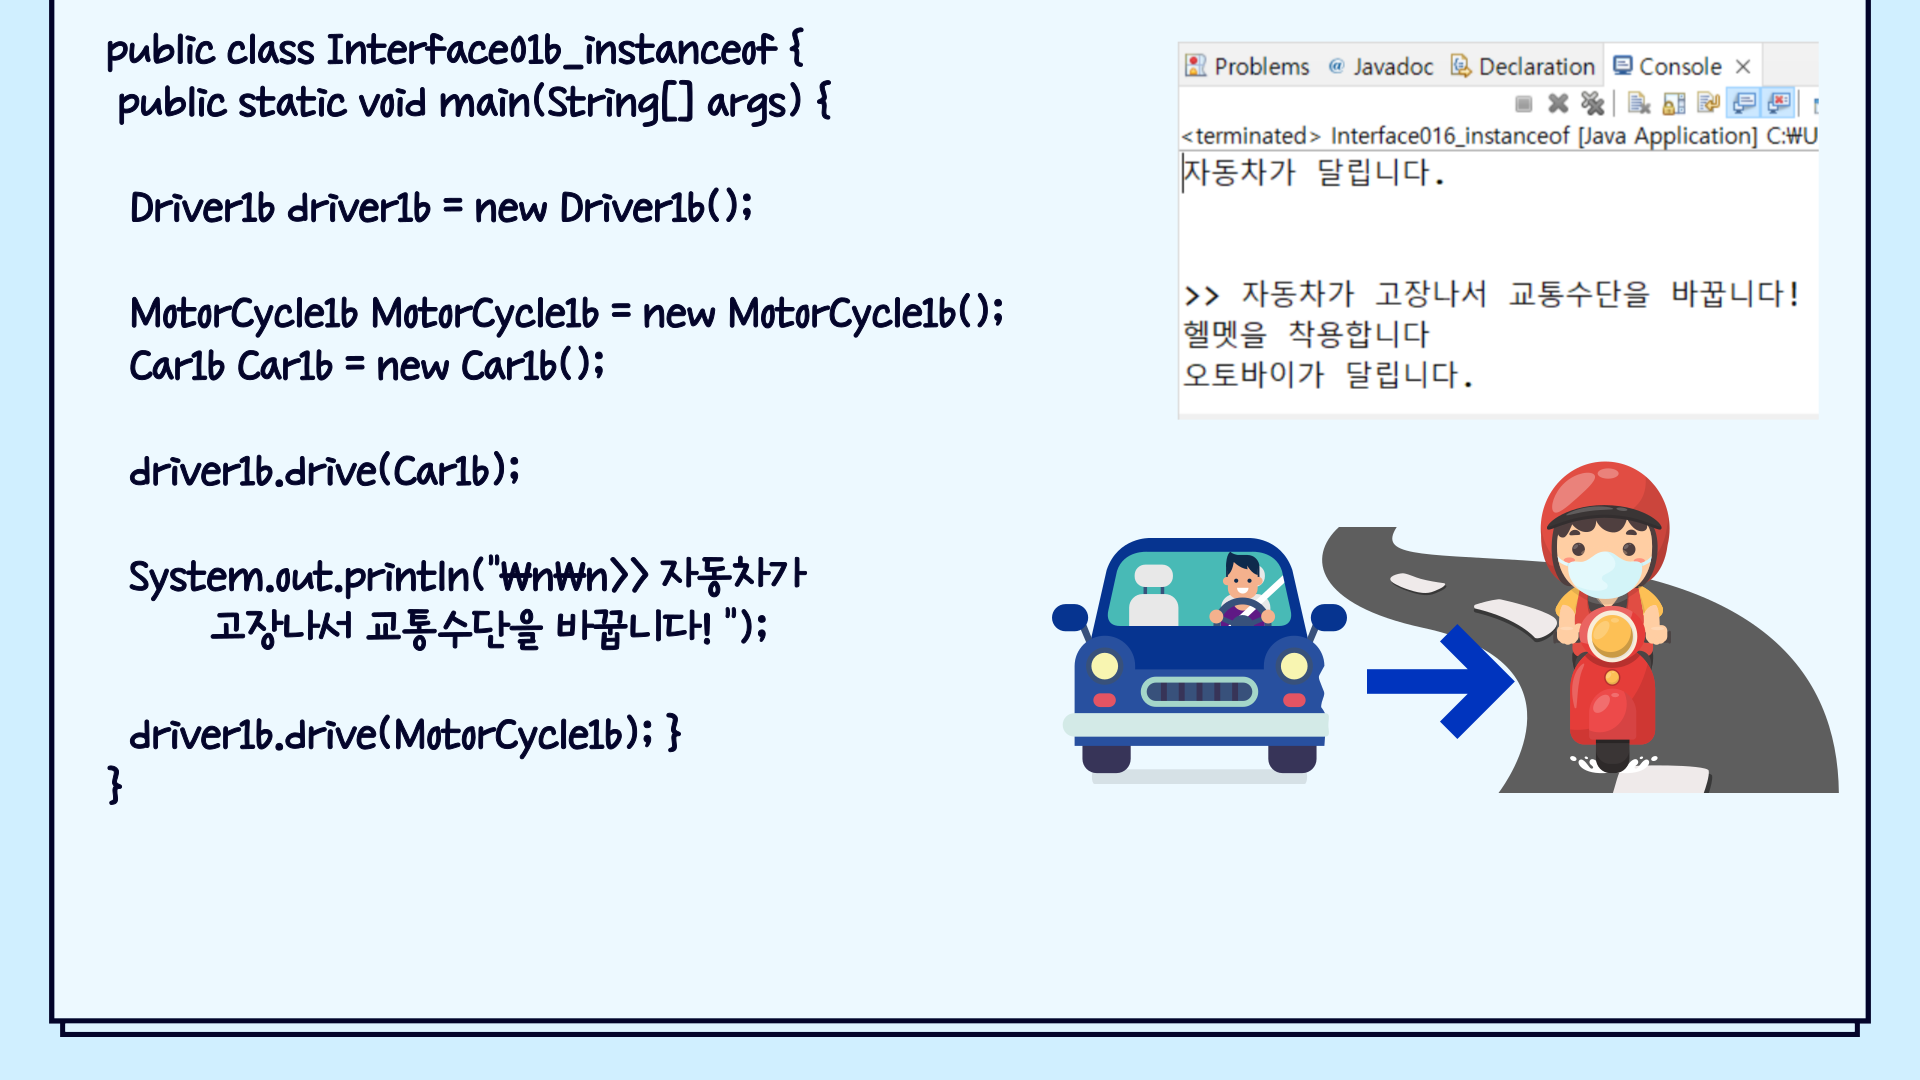 public class Interface01b_instanceof {
public static void main(String[] args) {
Driver1b driver1b = new Driver1b();
MotorCycle1b MotorCycle1b = new MotorCycle1b();
Car1b Car1b = new Car1b();
driver1b.drive(Car1b);
System.out.println("₩n₩n>> 자동차가
고장나서 교통수단을 바꿉니다! ");
driver1b.drive(MotorCycle1b); }
}
Problems @ Javadoc Declaration Console
<terminated> Interface016_instanceof [Java Application] C:₩U
자동차가 달립니다.
>> 자동차가 고장나서 교통수단을 바꿉니다!
헬멧을 착용합니다
오토바이가 달립니다.